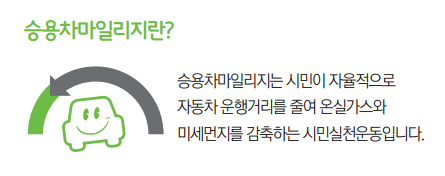 승용차마일리지란?
승용차마일리지는 시민이 자율적으로
자동차 운행거리를 줄여 온실가스와
미세먼지를 감축하는 시민실천운동입니다.